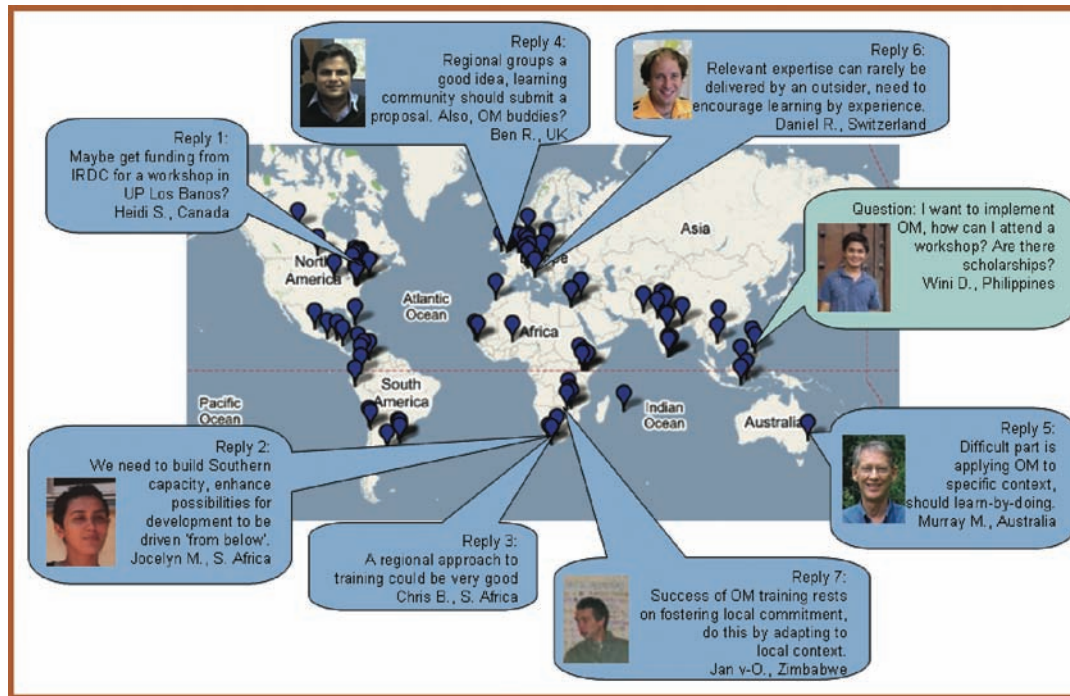 Reply 4:
Regional groups a
good idea, learning
community should submit a
proposal. Also, OM buddies?
Ben R., UK
Reply 6:
Relevant expertise can rarely be
delivered by an outsider, need to
encourage learning by experience.
Daniel R., Switzerland
Reply 1:
Maybe get funding from
IRDC for a workshop in
UP Los Banos?
Heidi S., Canada
Question: I want to implement
OM, how can I attend a
workshop? Are there
scholarships?
Wini D., Philippines
North
America
Atlantic
Ocean
Asia
Africa
South
America
Pacific
Ocean
Indian
Ocean
Australia
Reply 2:
We need to build Southern
capacity, enhance
possibilities for
development to be
driven 'from below'.
Jocelyn M., S. Africa
Reply 3:
A regional approach to
training could be very good
Chris B., S. Africa
Reply 5:
Difficult part is
applying OM to
specific context,
should learn-by-doing.
Murray M., Australia
Reply 7:
Success of OM training rests
on fostering local commitment,
do this by adapting to
local context.
Jan v-O., Zimbabwe